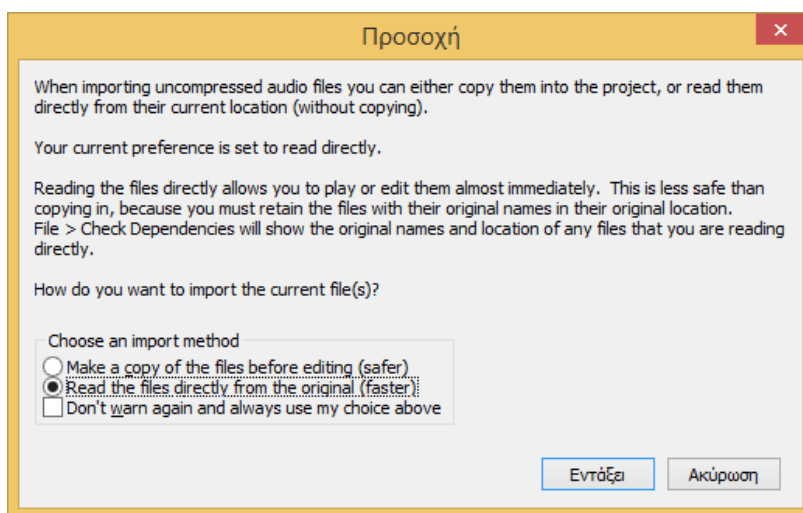 Προσοχή
When importing uncompressed audio files you can either copy them into the project, or read them
directly from their current location (without copying).
Your current preference is set to read directly.
Reading the files directly allows you to play or edit them almost immediately.  This is less safe than
copying in, because you must retain the files with their original names in their original location.
File > Check Dependencies will show the original names and location of any files that you are reading
directly.
How do you want to import the current file(s)?
Choose an import method
Make a copy of the files before editing (safer)
Read the files directly from the original (faster)
Don't warn again and always use my choice above
Εντάξει Ακύρωση